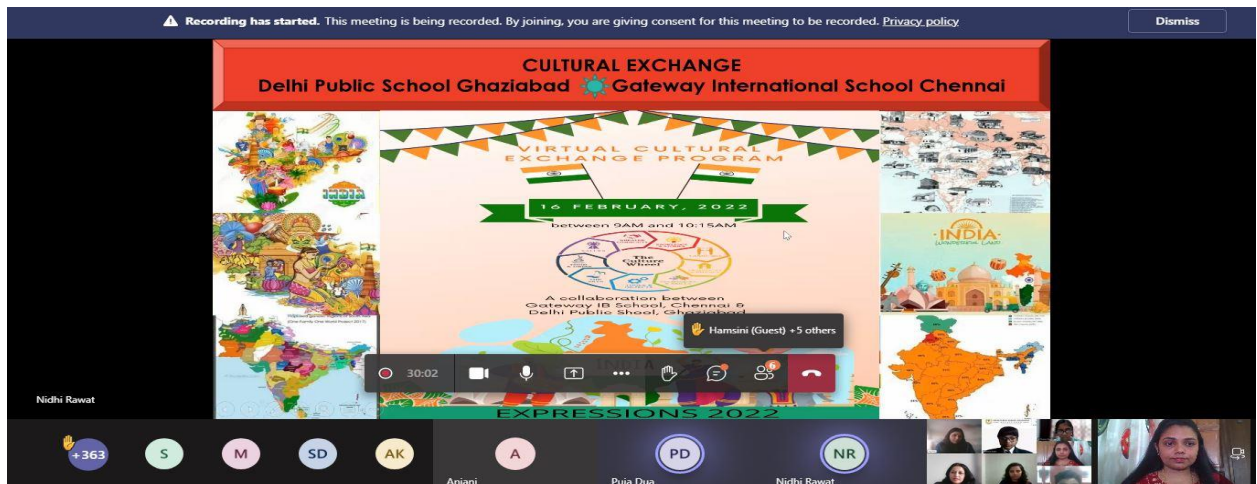 Recording has started. This meeting is being recorded. By joining, you are giving consent for this meeting to be recorded. Privacy policy
Dismiss
CULTURAL EXCHANGE
Delhi Public School Ghaziabad Gateway International School Chennai
VIRTUAL CULTURAL
EXCHANGE PROGRAM
16 FEBRUARY, 2022
between 9AM and 10:15AM
The
Culture
Wheel
A collaboration between
Gateway IB School, Chennai &
Delhi Public Shool, Ghaziabad
INDIA
INDIA
WONDERFUL LAND
Hamsini (Guest) +5 others
30:02
6
INDIA
EXPRESSIONS 2022
Nidhi Rawat
+363
S
M
SD
AK
A
PD
NR
Anjani
Puja Dua
Nidhi Rawat